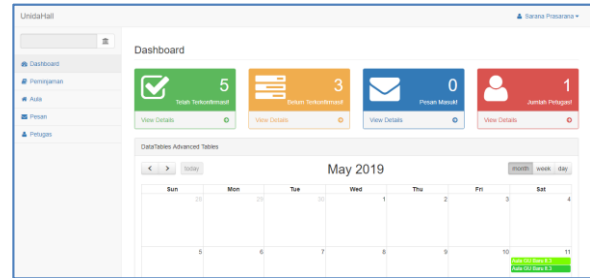 UnidaHall
Sarana Prasarana
Dashboard
Peminjaman
Aula
Pesan
Petugas
Dashboard
5
Telah Terkonfirmasi!
View Details
3
Belum Terkonfirmasi!
View Details
0
Pesan Masuk!
View Details
1
Jumlah Petugas!
View Details
DataTables Advanced Tables
today
May 2019
month week day
Sun Mon Tue Wed Thu Fri Sat
28 29 30 1 2 3 4
5 6 7 8 9 10 11